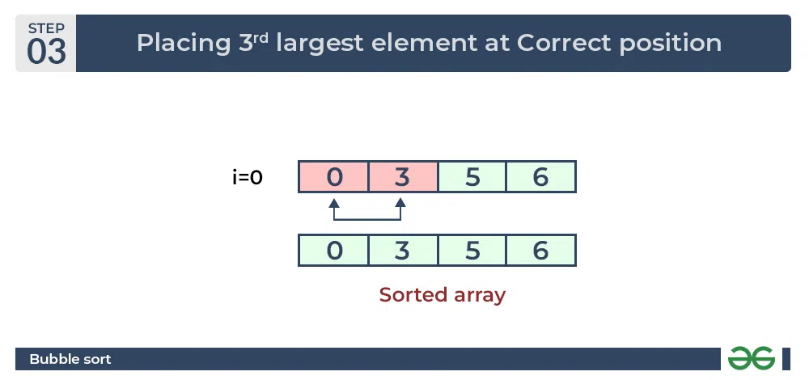 STEP
03
Placing 3rd largest element at Correct position
i=0
0 3 5 6
0 3 5 6
Sorted array
Bubble sort